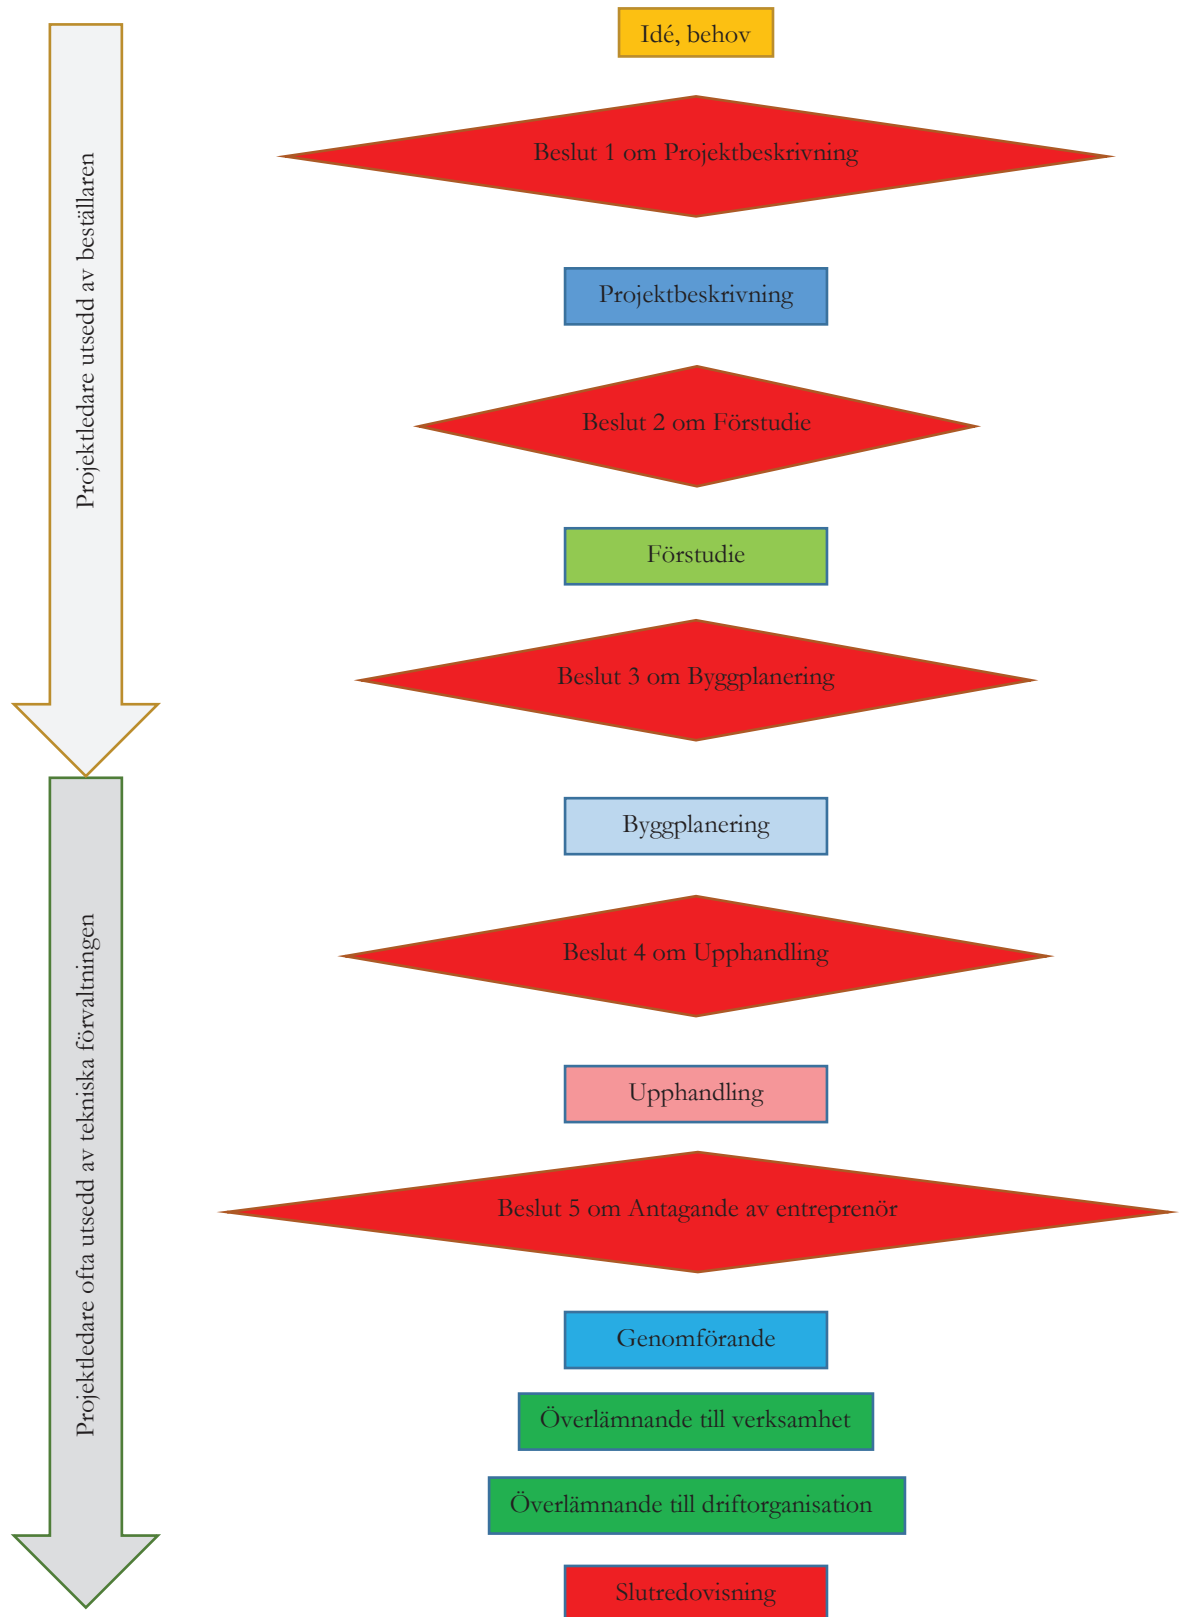 Idé, behov
Beslut 1 om Projektbeskrivning
Projektbeskrivning
Beslut 2 om Förstudie
Förstudie
Beslut 3 om Byggplanering
Byggplanering
Beslut 4 om Upphandling
Upphandling
Beslut 5 om Antagande av entreprenör
Genomförande
Överlämnande till verksamhet
Överlämnande till driftorganisation
Slutredovisning
Projektledare utsedd av beställaren
Projektledare ofta utsedd av tekniska förvaltningen